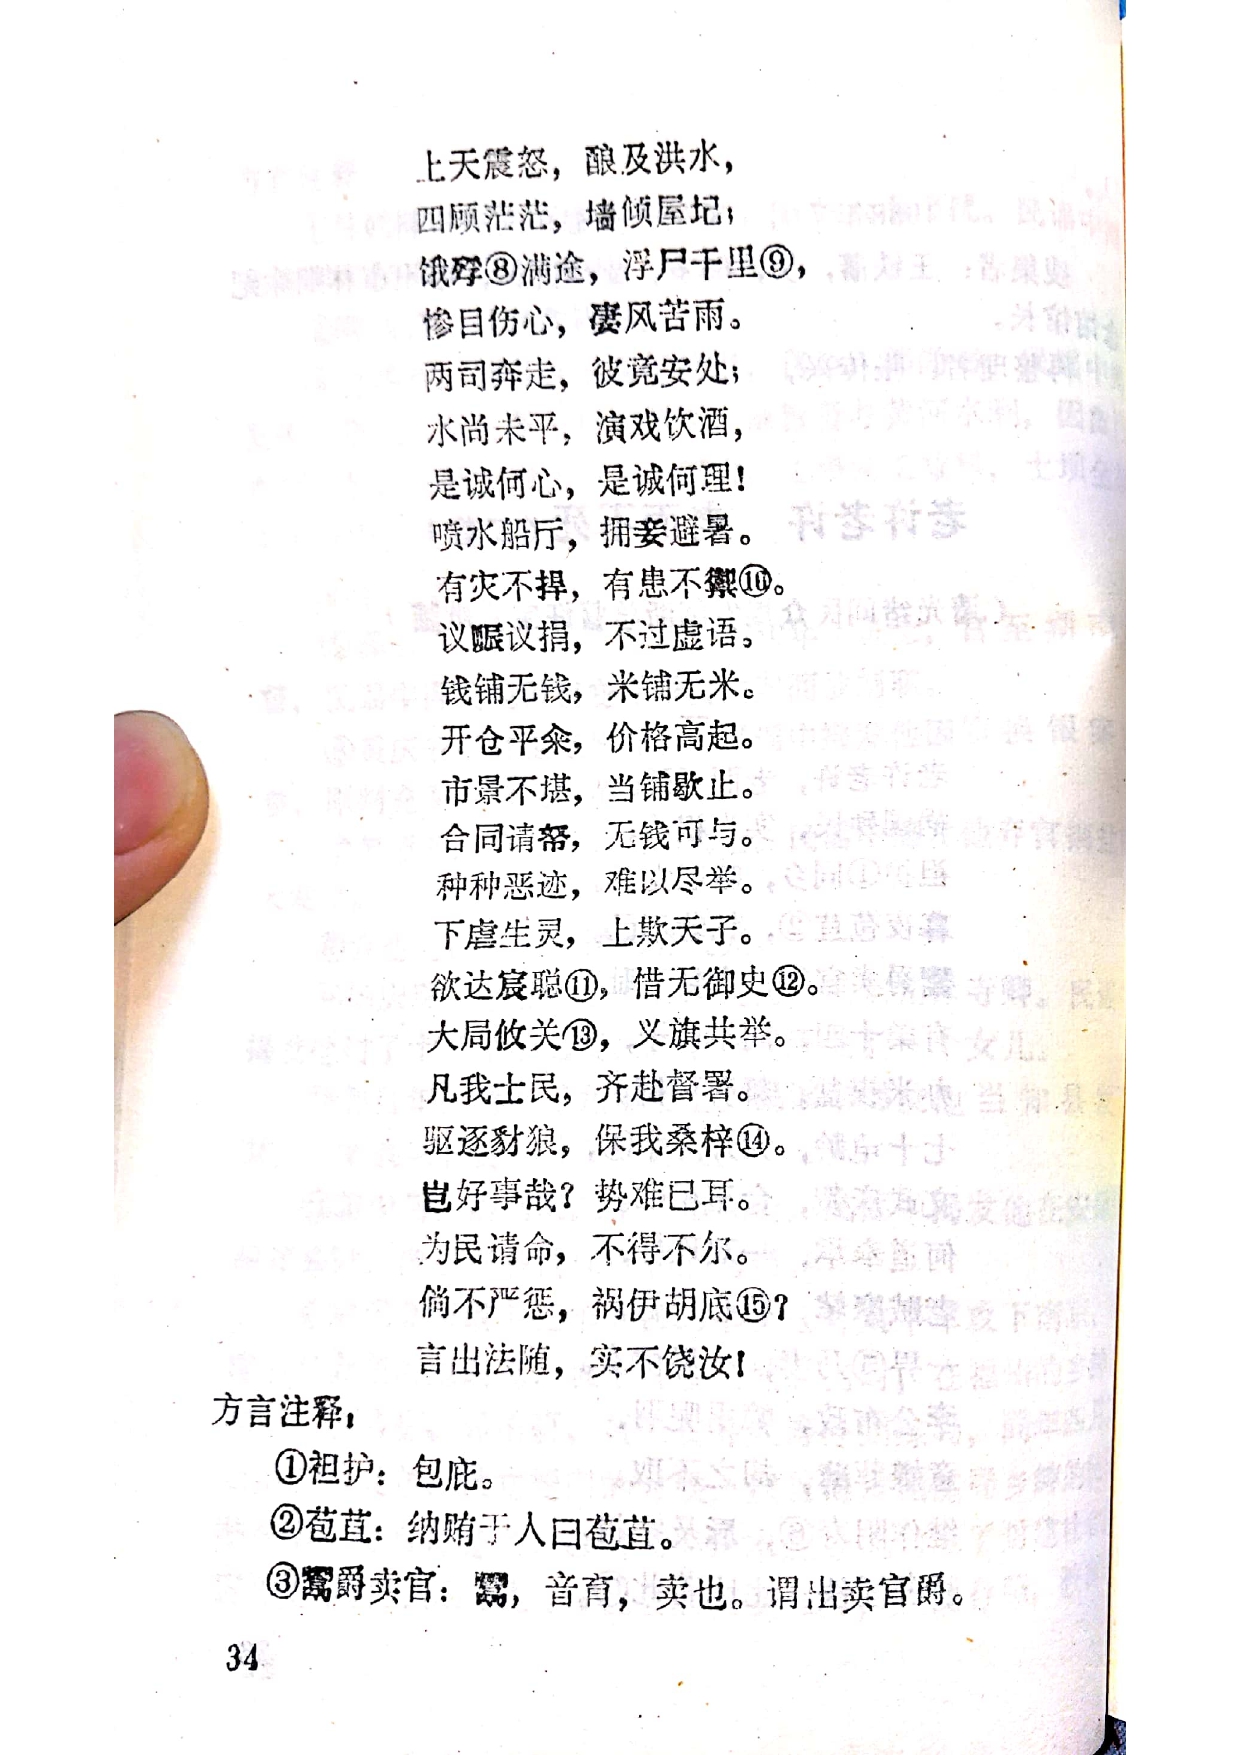 上天震怒，酿及洪水，
四顾茫茫，墙倾屋圮；
饿殍⑧满途，浮尸千里⑨，
惨目伤心，凄风苦雨。
两司奔走，彼竟安处；
水尚未平，演戏饮酒，
是诚何心，是诚何理！
喷水船厅，拥妾避暑。
有灾不捍，有患不禦⑩。
议赈议捐，不过虚语。
钱铺无钱，米铺无米。
开仓平籴，价格高起。
市景不堪，当铺歇止。
合同请帑，无钱可与。
种种恶迹，难以尽举。
下虐生灵，上欺天子。
欲达宸聪⑪，惜无御史⑫。
大局攸关⑬，义旗共举。
凡我士民，齐赴督署。
驱逐豺狼，保我桑梓⑭。
岂好事哉？势难已耳。
为民请命，不得不尔。
倘不严惩，祸伊胡底⑮？
言出法随，实不饶汝！
方言注释：
①袒护：包庇。
②苞苴：纳贿于人曰苞苴。
③鬻爵卖官：鬻，音育，卖也。谓出卖官爵。
34